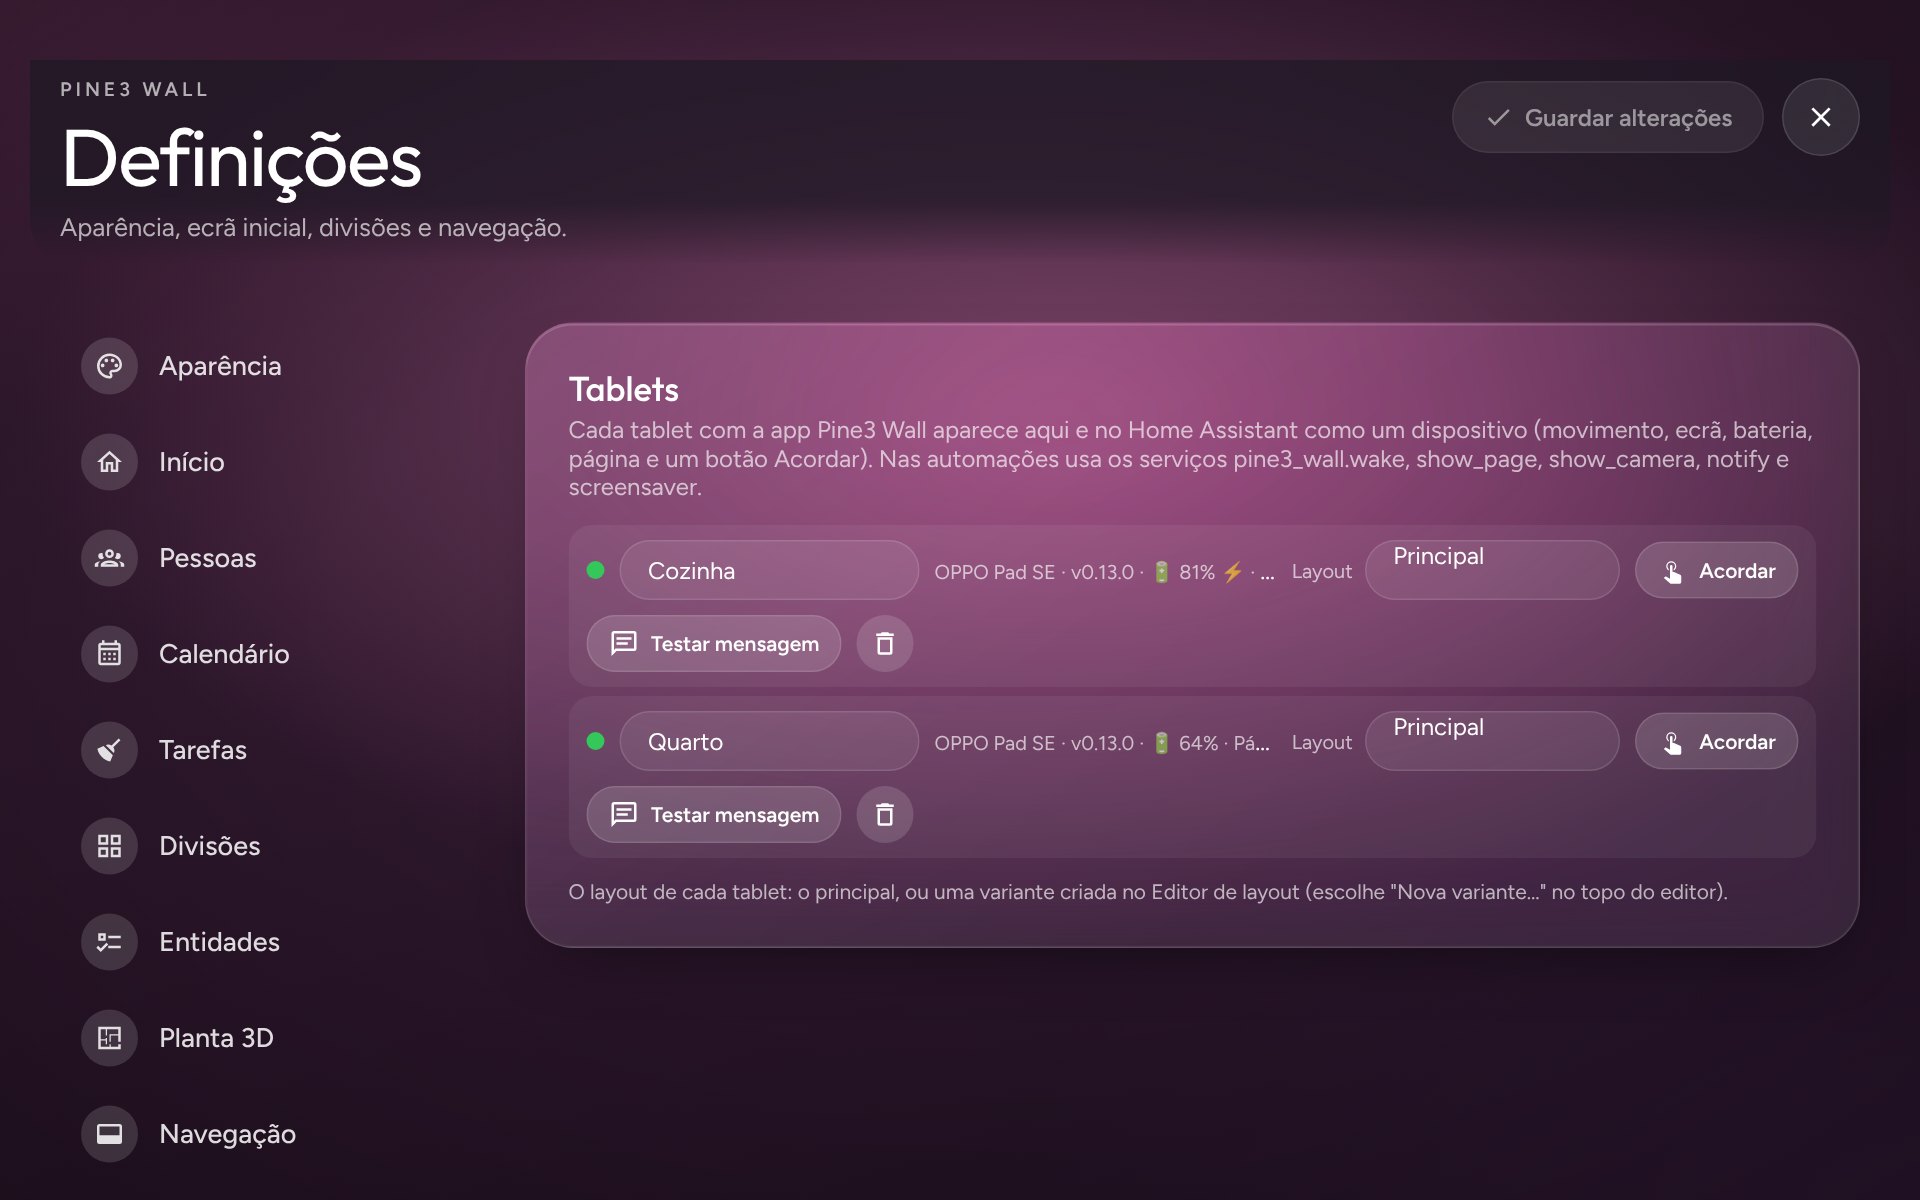 PINE3 WALL
Definições
Aparência, ecrã inicial, divisões e navegação.
Guardar alterações
Aparência
Início
Pessoas
Calendário
Tarefas
Divisões
Entidades
Planta 3D
Navegação
Tablets
Cada tablet com a app Pine3 Wall aparece aqui e no Home Assistant como um dispositivo (movimento, ecrã, bateria,
página e um botão Acordar). Nas automações usa os serviços pine3_wall.wake, show_page, show_camera, notify e
screensaver.
Cozinha OPPO Pad SE · v0.13.0 · 🔋 81% ⚡ · ... Layout Principal Acordar
Testar mensagem
Quarto OPPO Pad SE · v0.13.0 · 🔋 64% · Pá... Layout Principal Acordar
Testar mensagem
O layout de cada tablet: o principal, ou uma variante criada no Editor de layout (escolhe "Nova variante..." no topo do editor).